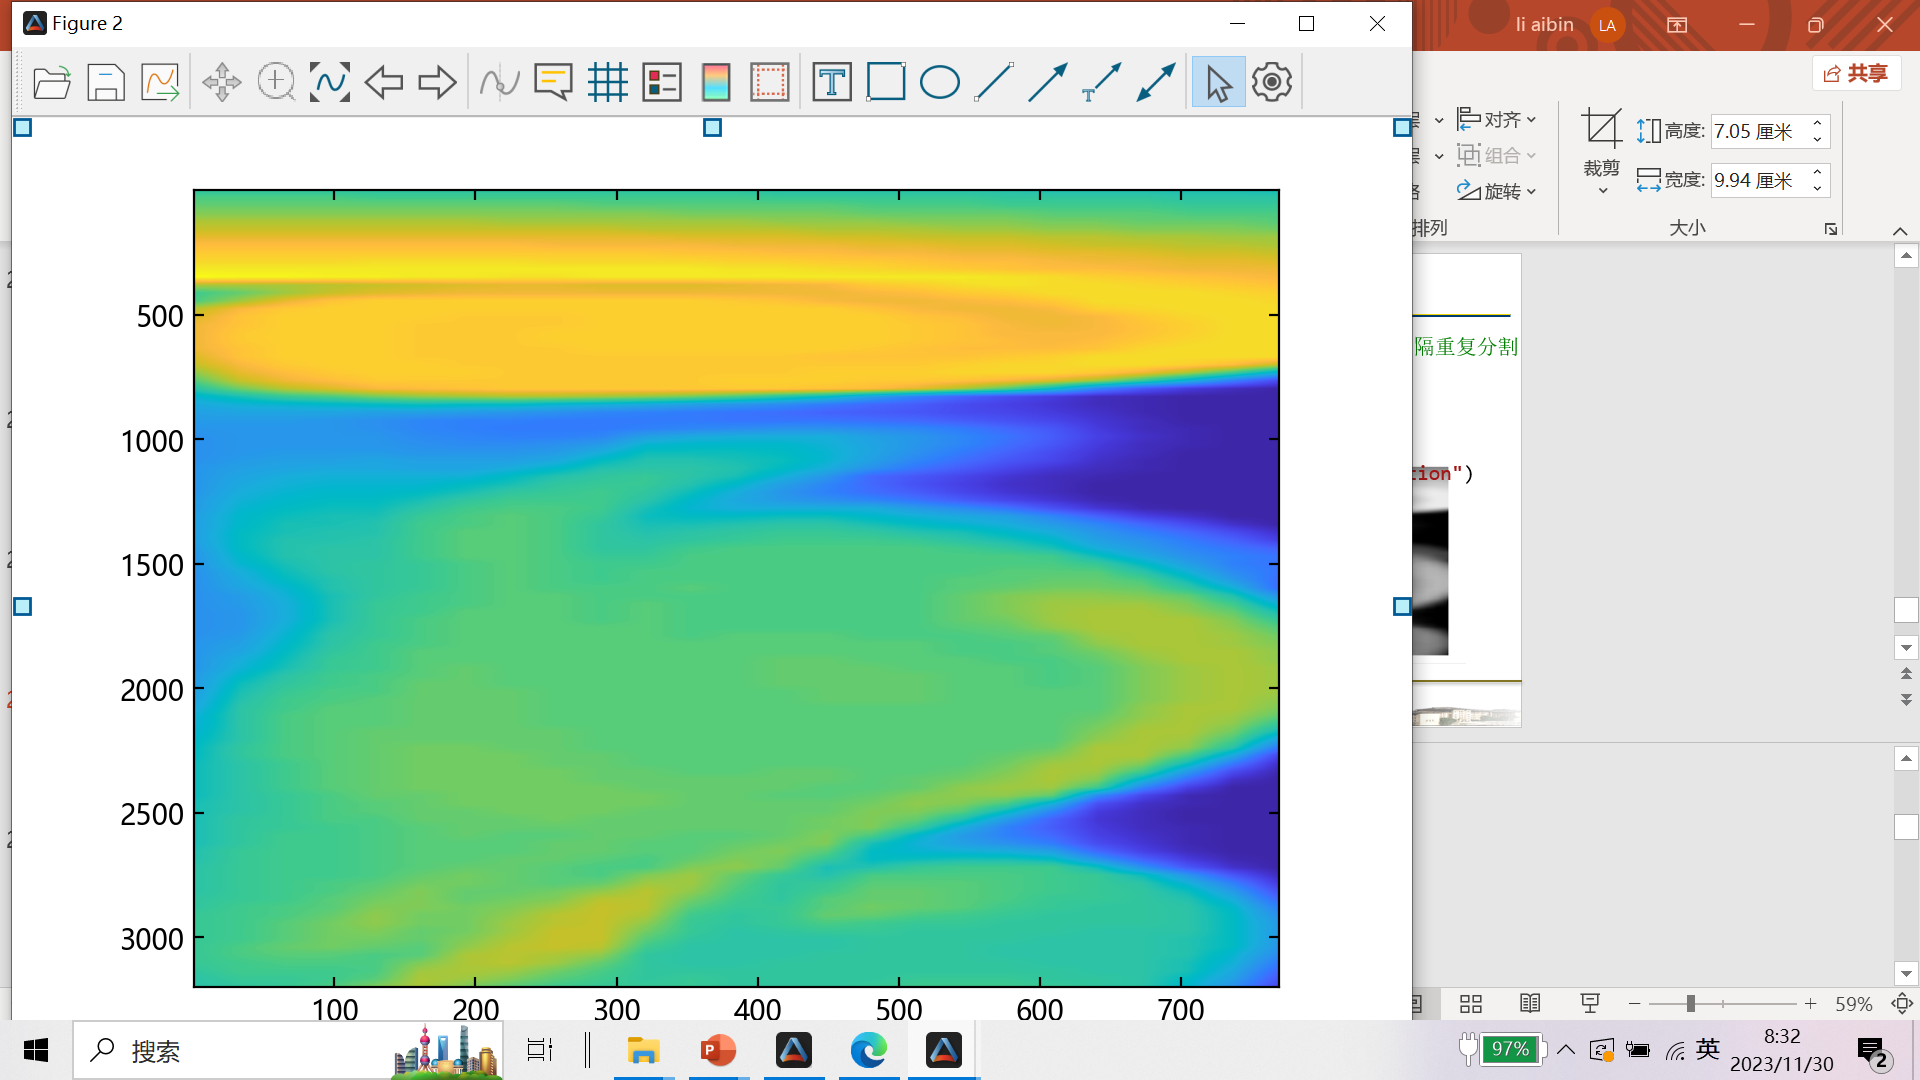 Figure 2
li aibin
LA
共享
对齐
高度:
7.05 厘米
组合
裁剪
宽度:
9.94 厘米
旋转
排列
大小
500
1000
1500
2000
2500
3000
100
200
300
400
500
600
700
隔重复分割
tion")
59%
搜索
97%
英
8:32
2023/11/30
2